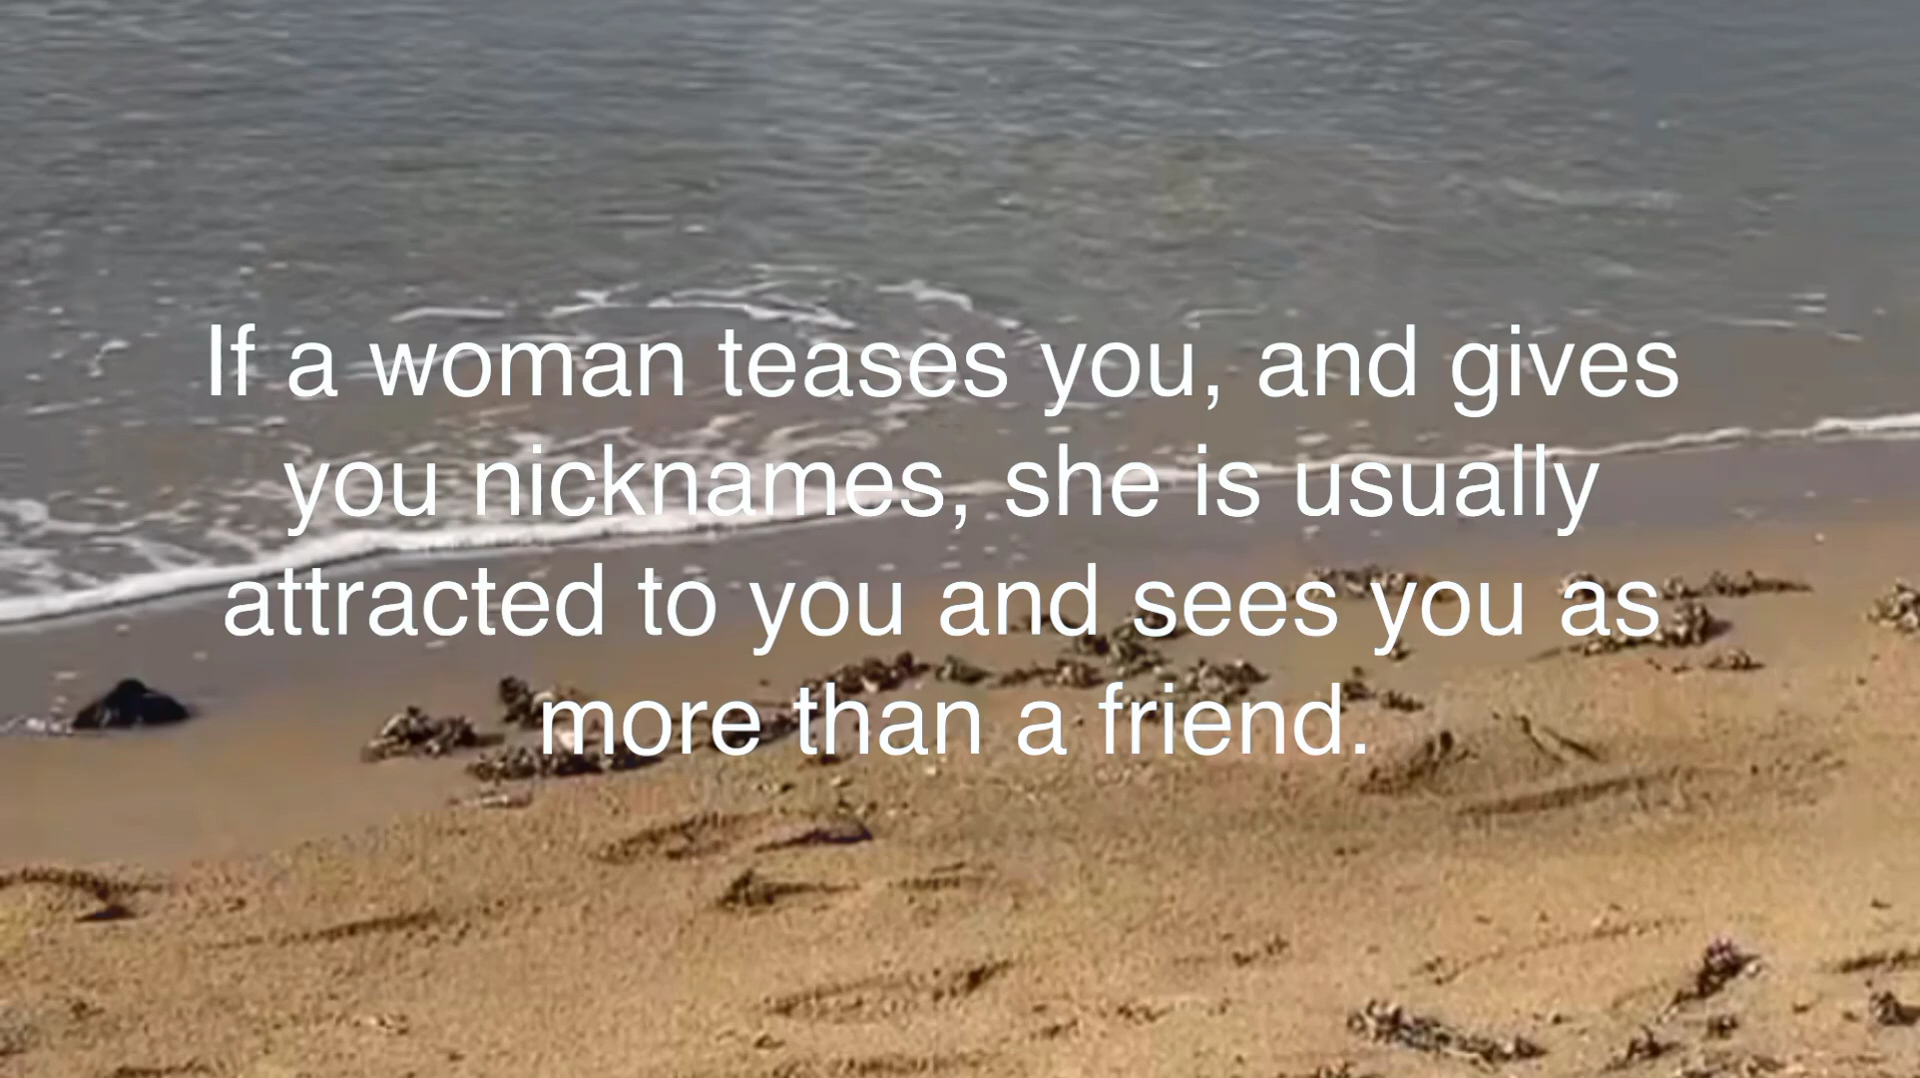 If a woman teases you, and gives
you nicknames, she is usually
attracted to you and sees you as
more than a friend.